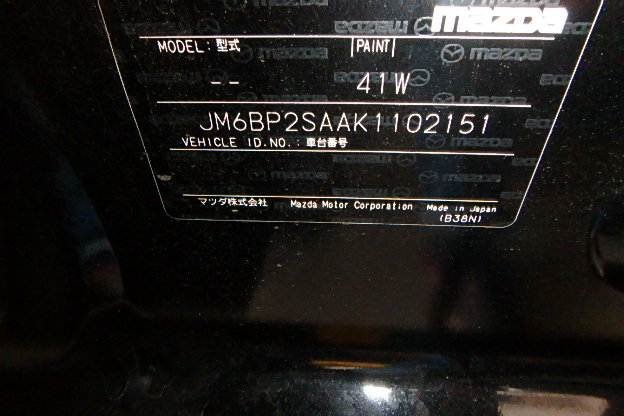 mazda
MODEL: 型式 PAINT
-- 41W
JM6BP2SAAK1102151
VEHICLE ID.NO.: 車台番号
マツダ株式会社 Mazda Motor Corporation Made in Japan
(B38N)